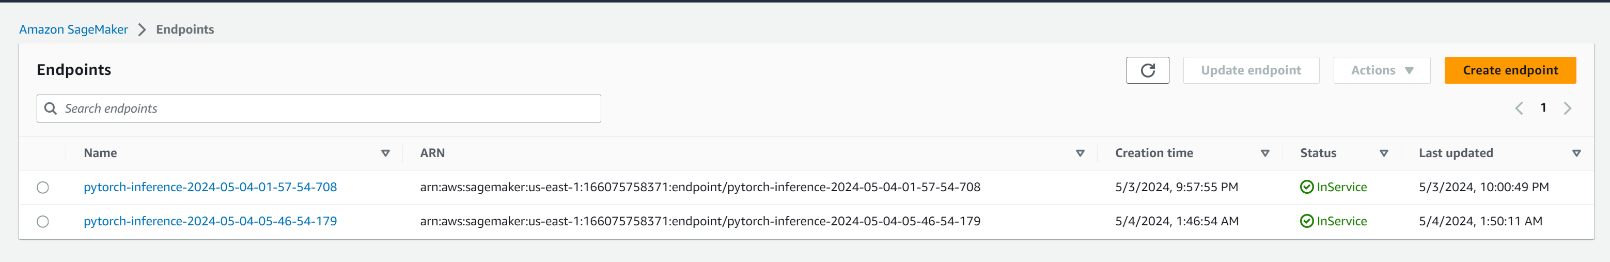 Amazon SageMaker > Endpoints
Endpoints
Update endpoint Actions Create endpoint
Search endpoints
1
Name ARN Creation time Status Last updated
pytorch-inference-2024-05-04-01-57-54-708 arn:aws:sagemaker:us-east-1:166075758371:endpoint/pytorch-inference-2024-05-04-01-57-54-708 5/3/2024, 9:57:55 PM InService 5/3/2024, 10:00:49 PM
pytorch-inference-2024-05-04-05-46-54-179 arn:aws:sagemaker:us-east-1:166075758371:endpoint/pytorch-inference-2024-05-04-05-46-54-179 5/4/2024, 1:46:54 AM InService 5/4/2024, 1:50:11 AM